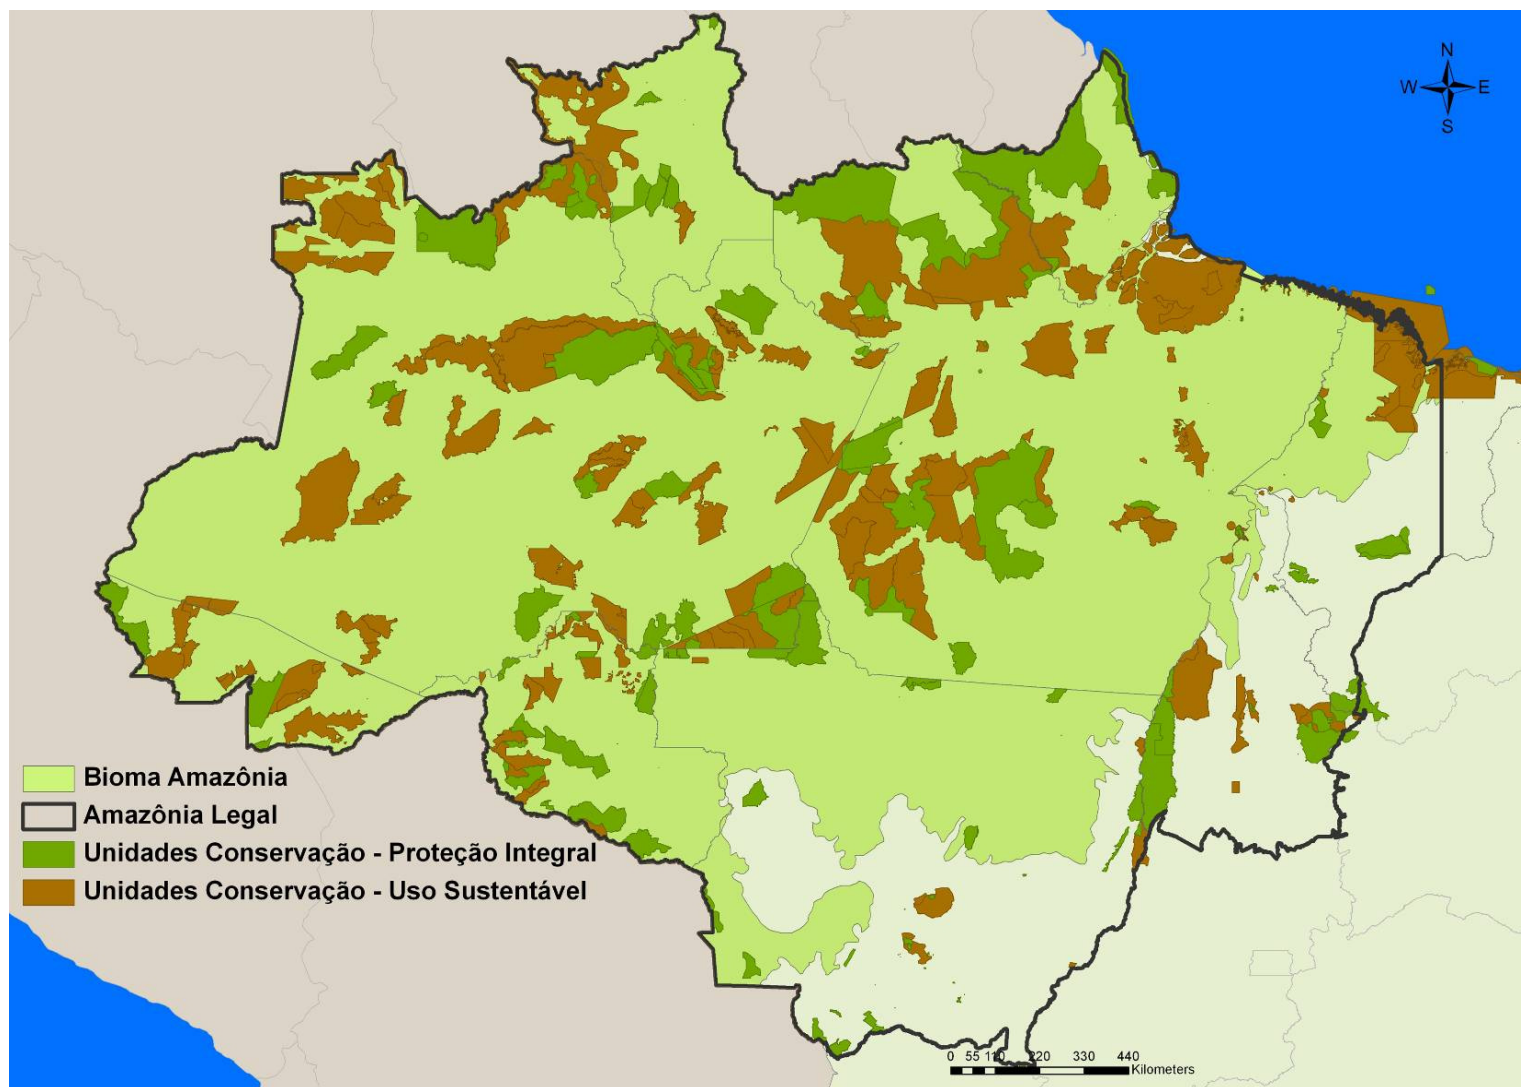 N
W E
S
Bioma Amazônia
Amazônia Legal
Unidades Conservação - Proteção Integral
Unidades Conservação - Uso Sustentável
0 55 110 220 330 440
Kilometers